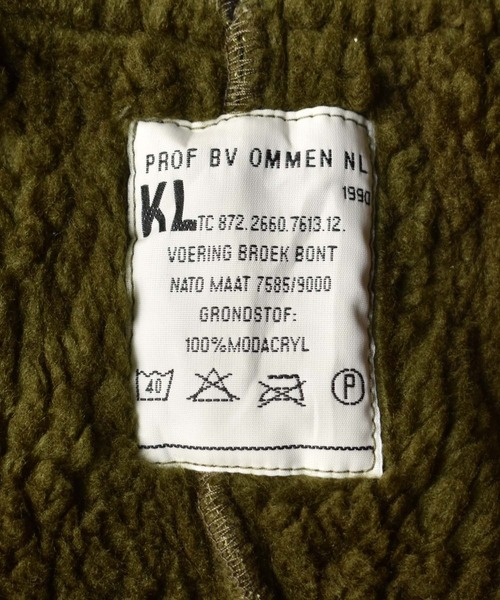 PROF BV OMMEN NL
1990
KL TC 872.2660.7613.12.
VOERING BROEK BONT
NATO MAAT 7585/9000
GRONDSTOF:
100%MODACRYL
40 P